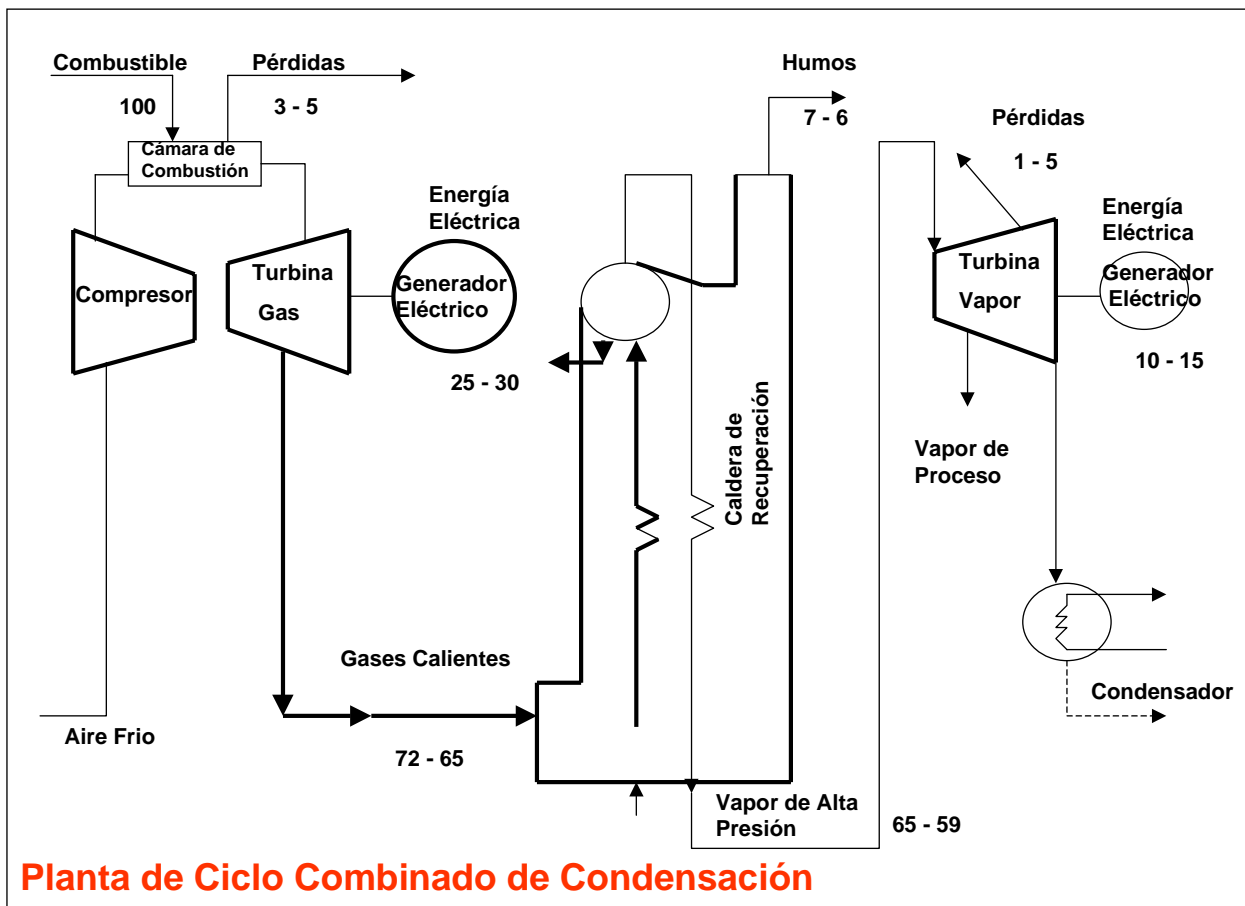 Combustible
100
Pérdidas
3 - 5
Cámara de
Combustión
Humos
7 - 6
Pérdidas
1 - 5
Energía
Eléctrica
Energía
Eléctrica
Compresor
Turbina
Gas
Generador
Eléctrico
Turbina
Vapor
Generador
Eléctrico
25 - 30
10 - 15
Caldera de
Recuperación
Vapor de
Proceso
Gases Calientes
72 - 65
Aire Frio
Condensador
Vapor de Alta
Presión
65 - 59
Planta de Ciclo Combinado de Condensación